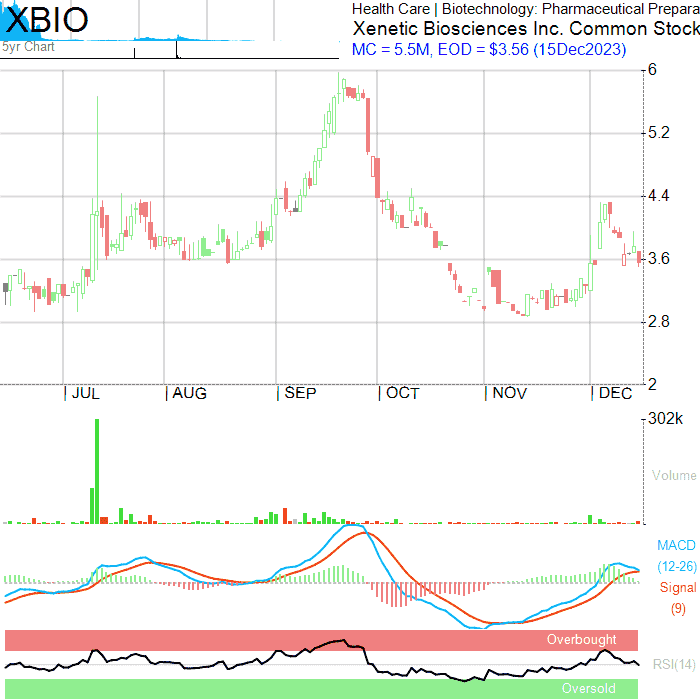 XBIO
5yr Chart
Health Care | Biotechnology: Pharmaceutical Prepara
Xenetic Biosciences Inc. Common Stock
MC = 5.5M, EOD = $3.56 (15Dec2023)
6
5.2
4.4
3.6
2.8
2
JUL AUG SEP OCT NOV DEC
302k
Volume
MACD
(12-26)
Signal
(9)
Overbought
RSI(14)
Oversold